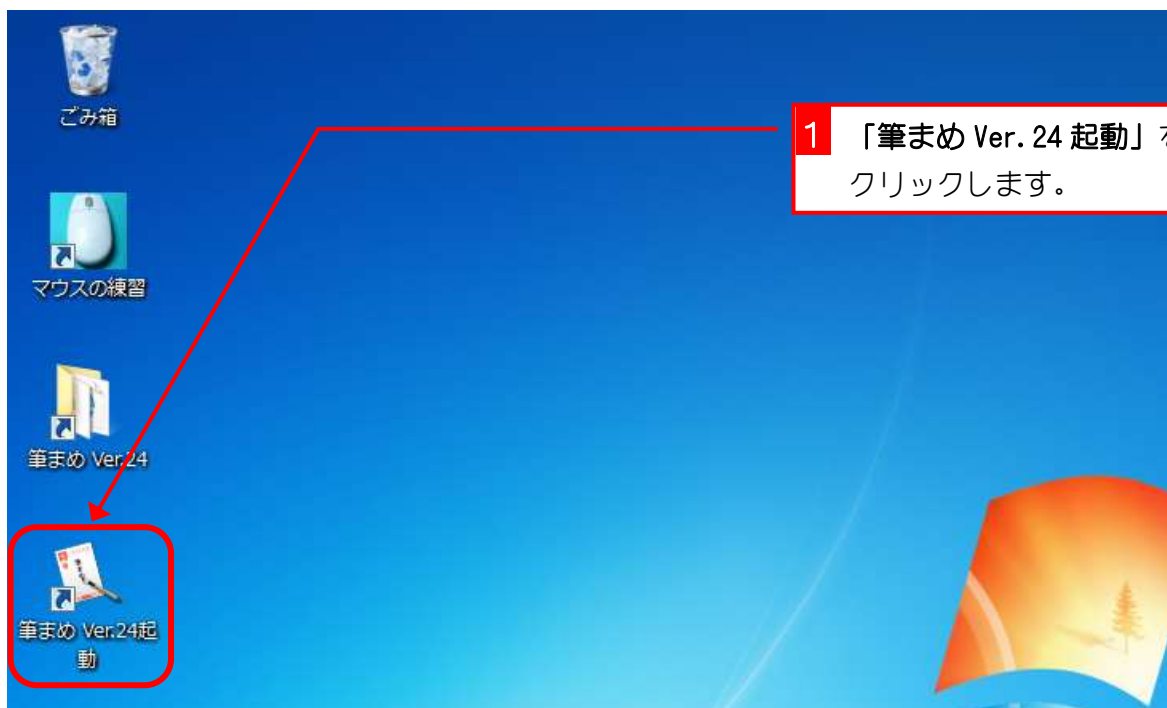 ごみ箱
1 「筆まめ Ver. 24 起動」を
クリックします。
マウスの練習
筆まめ Ver.24
筆まめ Ver.24起
動